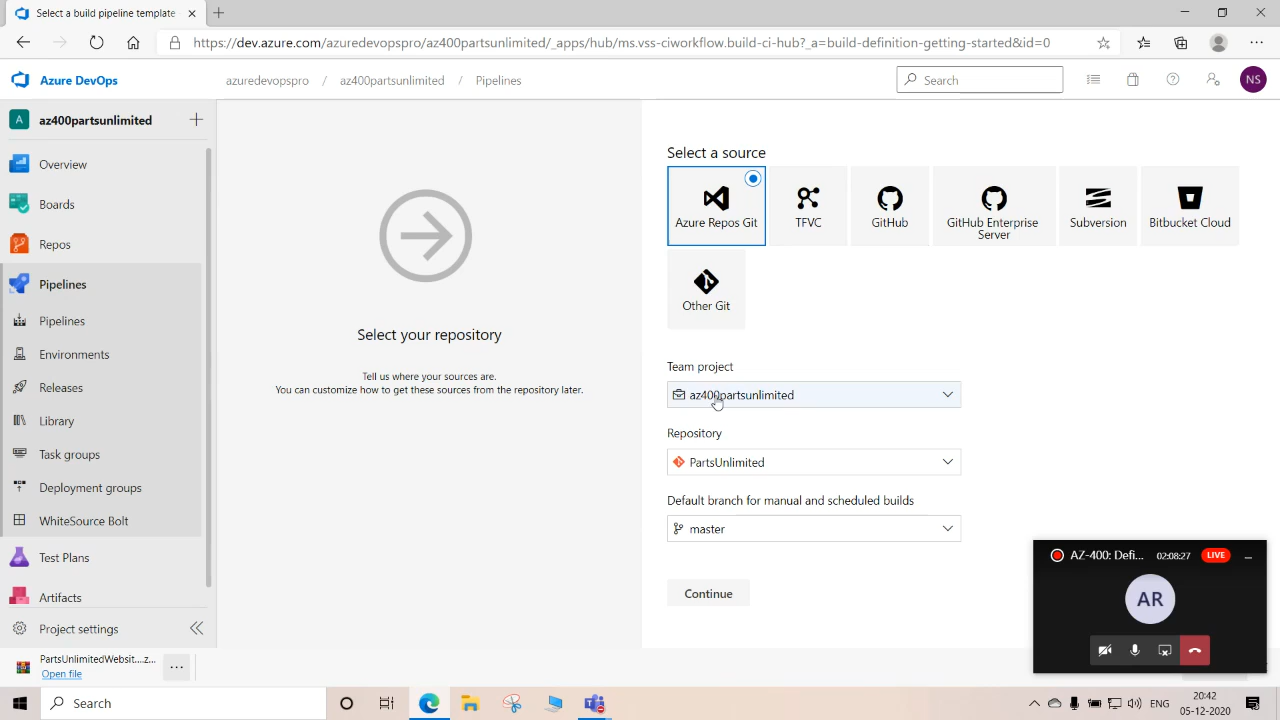 Select a build pipeline template
https://dev.azure.com/azuredevopspro/az400partsunlimited/_apps/hub/ms.vss-ciworkflow.build-ci-hub?_a=build-definition-getting-started&id=0
Azure DevOps
azuredevopspro / az400partsunlimited / Pipelines
Search
NS
A az400partsunlimited
Overview
Boards
Repos
Pipelines
Pipelines
Environments
Releases
Library
Task groups
Deployment groups
WhiteSource Bolt
Test Plans
Artifacts
Project settings
Select your repository
Tell us where your sources are.
You can customize how to get these sources from the repository later.
Select a source
Azure Repos Git
TFVC
GitHub
GitHub Enterprise
Server
Subversion
Bitbucket Cloud
Other Git
Team project
az400partsunlimited
Repository
PartsUnlimited
Default branch for manual and scheduled builds
master
Continue
AZ-400: Defi... 02:08:27 LIVE
AR
PartsUnlimitedWebsit....z...
Open file
Search
ENG
20:42
05-12-2020